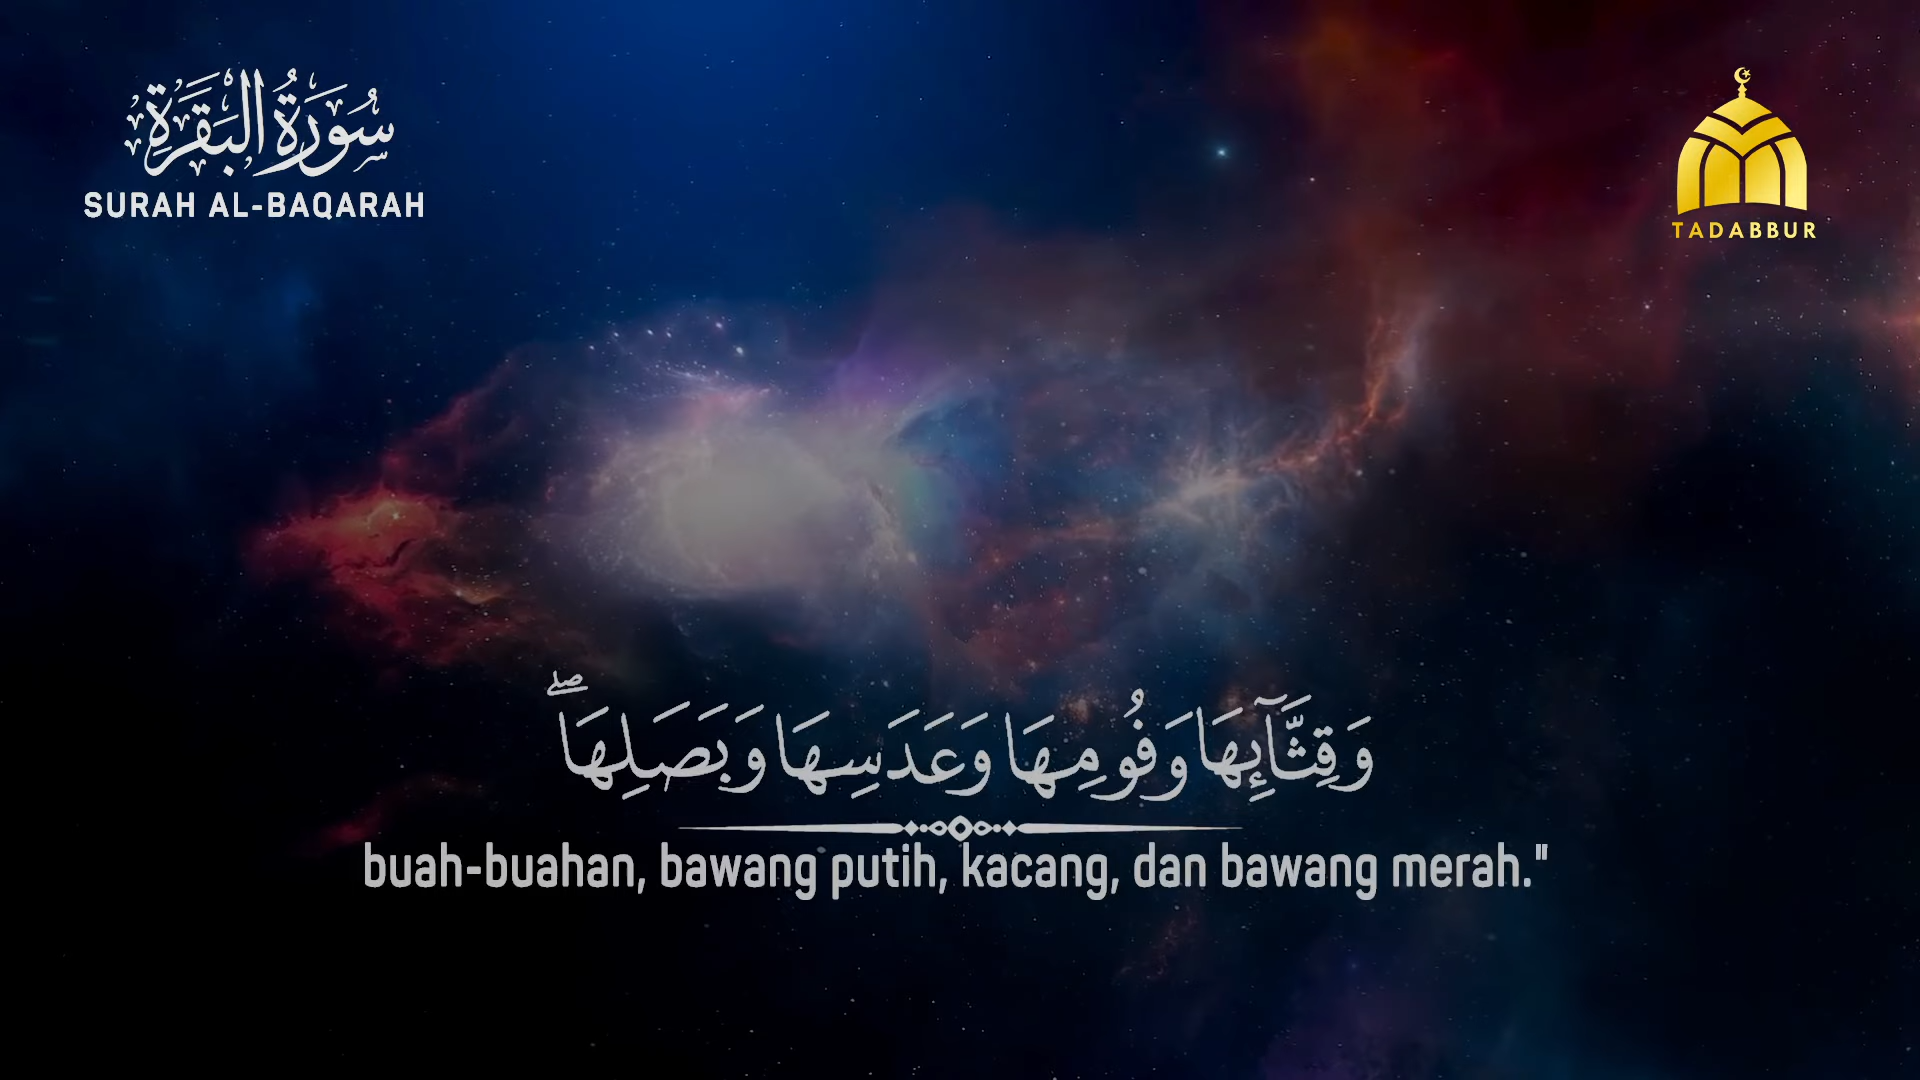 سُورَةُ الْبَقَرَةِ
SURAH AL-BAQARAH
TADABBUR
وَقِثَّآئِهَا وَفُومِهَا وَعَدَسِهَا وَبَصَلِهَا ۖ
buah-buahan, bawang putih, kacang, dan bawang merah."